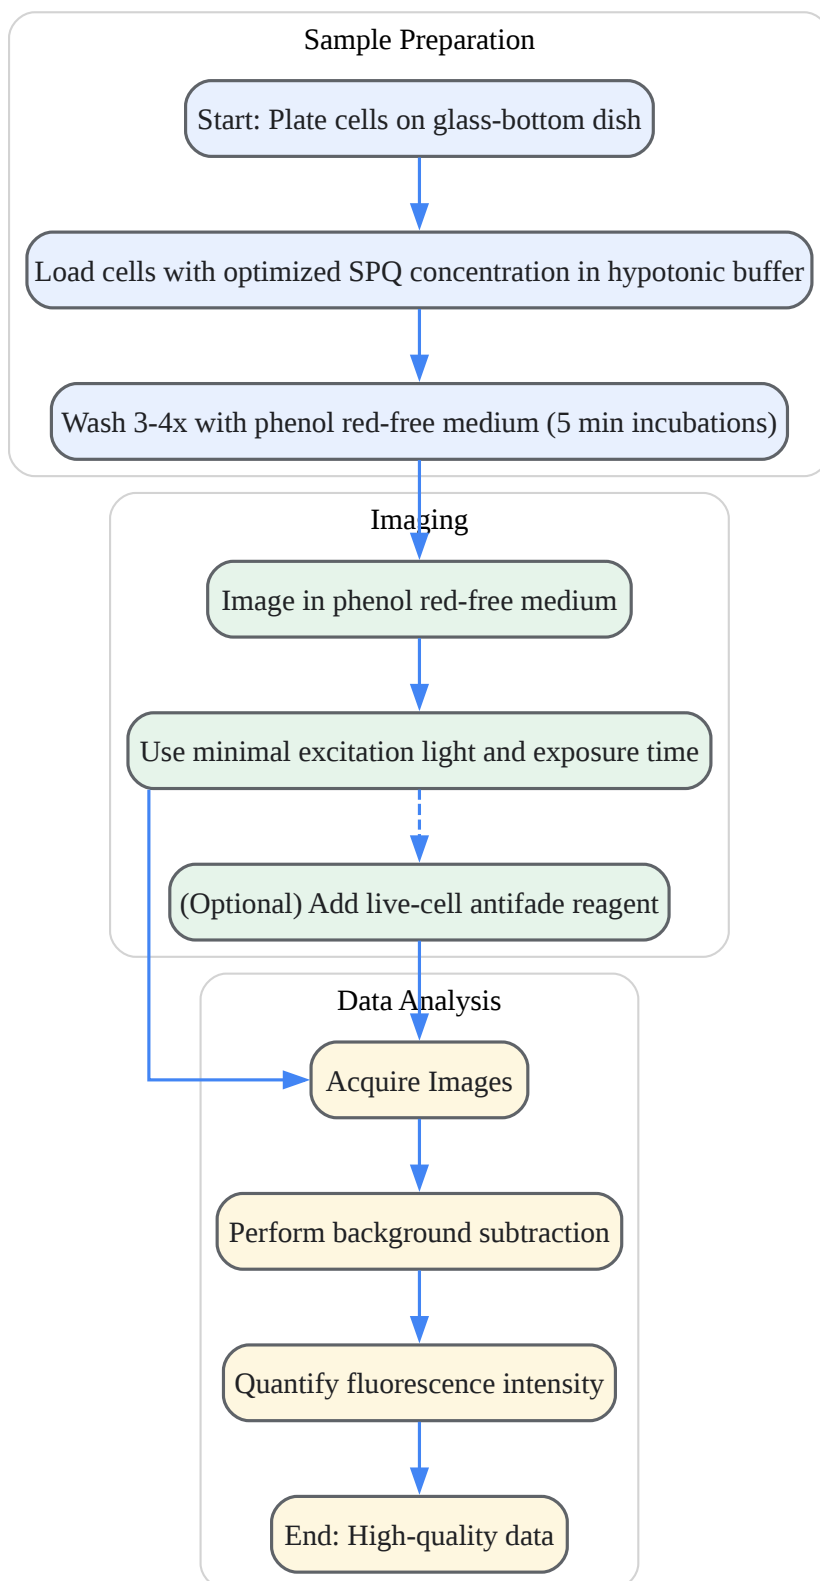 Sample Preparation
Start: Plate cells on glass-bottom dish
Load cells with optimized SPQ concentration in hypotonic buffer
Wash 3-4x with phenol red-free medium (5 min incubations)
Imaging
Image in phenol red-free medium
Use minimal excitation light and exposure time
(Optional) Add live-cell antifade reagent
Data Analysis
Acquire Images
Perform background subtraction
Quantify fluorescence intensity
End: High-quality data